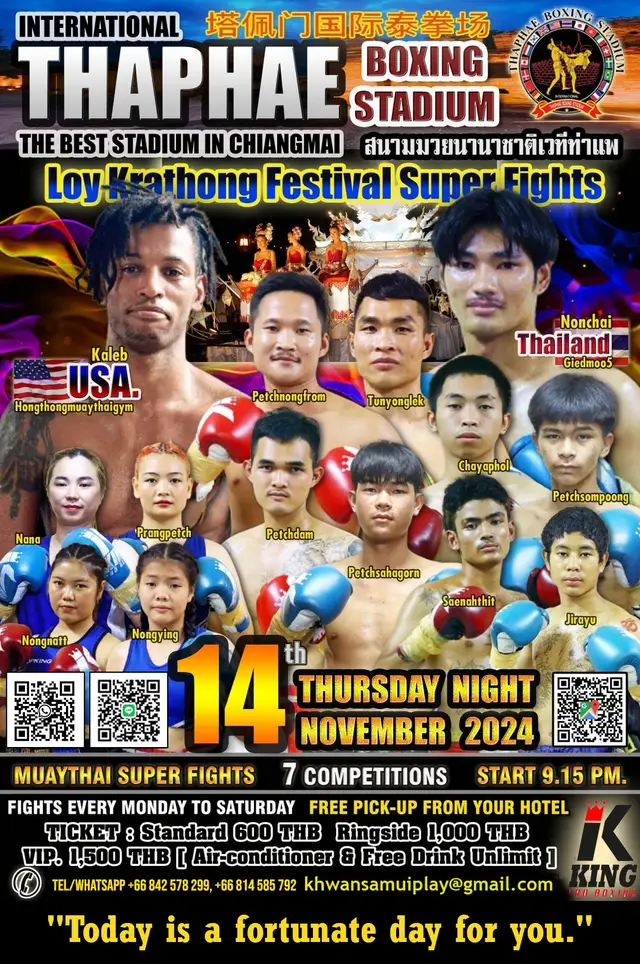 INTERNATIONAL 塔佩门国际泰拳场
THAPHAE BOXING STADIUM
THAPHAE BOXING STADIUM
INTERNATIONAL
THE BEST STADIUM IN CHIANGMAI สนามมวยนานาชาติเวทีท่าแพ
Loy Krathong Festival Super Fights
Kaleb
USA.
Hongthongmuaythaigym
Nonchai
Thailand
Giedmoo5
Petchnongfrom
Tunyonglek
Chayaphol
Petchsompoong
Nana
Prangpetch
Petchdam
Petchsahagorn
Saenahthit
Jirayu
Nongnatt
Nongying
14th THURSDAY NIGHT
NOVEMBER 2024
MUAYTHAI SUPER FIGHTS 7 COMPETITIONS START 9.15 PM.
FIGHTS EVERY MONDAY TO SATURDAY FREE PICK-UP FROM YOUR HOTEL
TICKET : Standard 600 THB Ringside 1,000 THB
VIP. 1,500 THB [ Air-conditioner & Free Drink Unlimit ]
TEL/WHATSAPP +66 842 578 299, +66 814 585 792 khwansamuiplay@gmail.com
K
KING
PRO BOXING
"Today is a fortunate day for you."